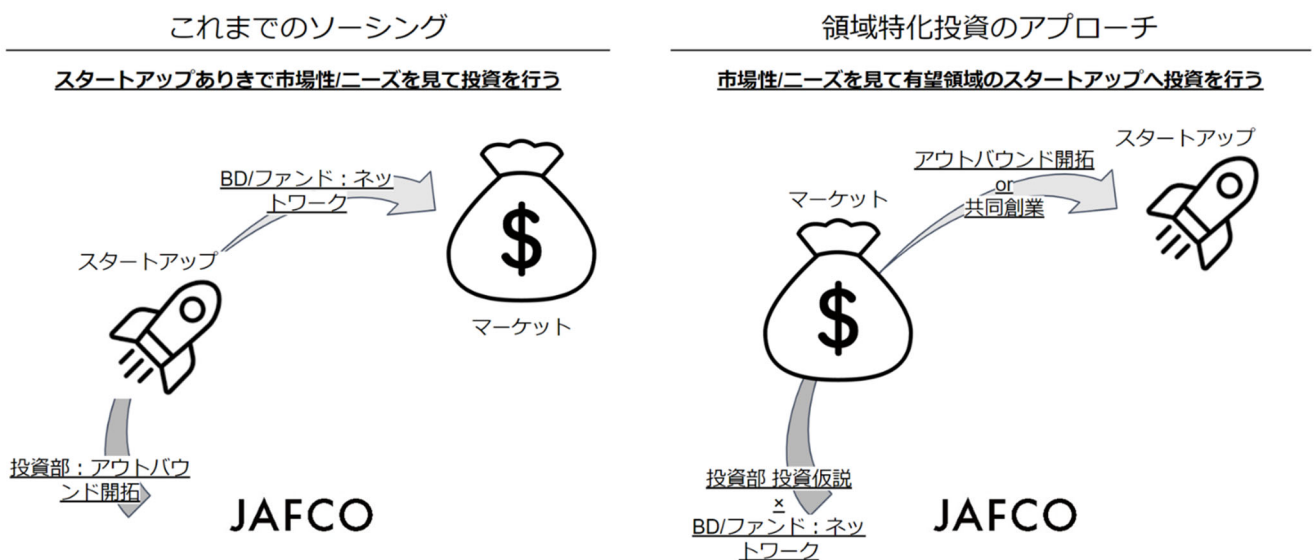 これまでのソーシング
スタートアップありきで市場性/ニーズを見て投資を行う
BD/ファンド：ネッ
トワーク
スタートアップ
$
マーケット
投資部：アウトバウ
ンド開拓
JAFCO
領域特化投資のアプローチ
市場性/ニーズを見て有望領域のスタートアップへ投資を行う
スタートアップ
アウトバウンド開拓
or
共同創業
マーケット
$
投資部 投資仮説
×
BD/ファンド：ネッ
トワーク
JAFCO